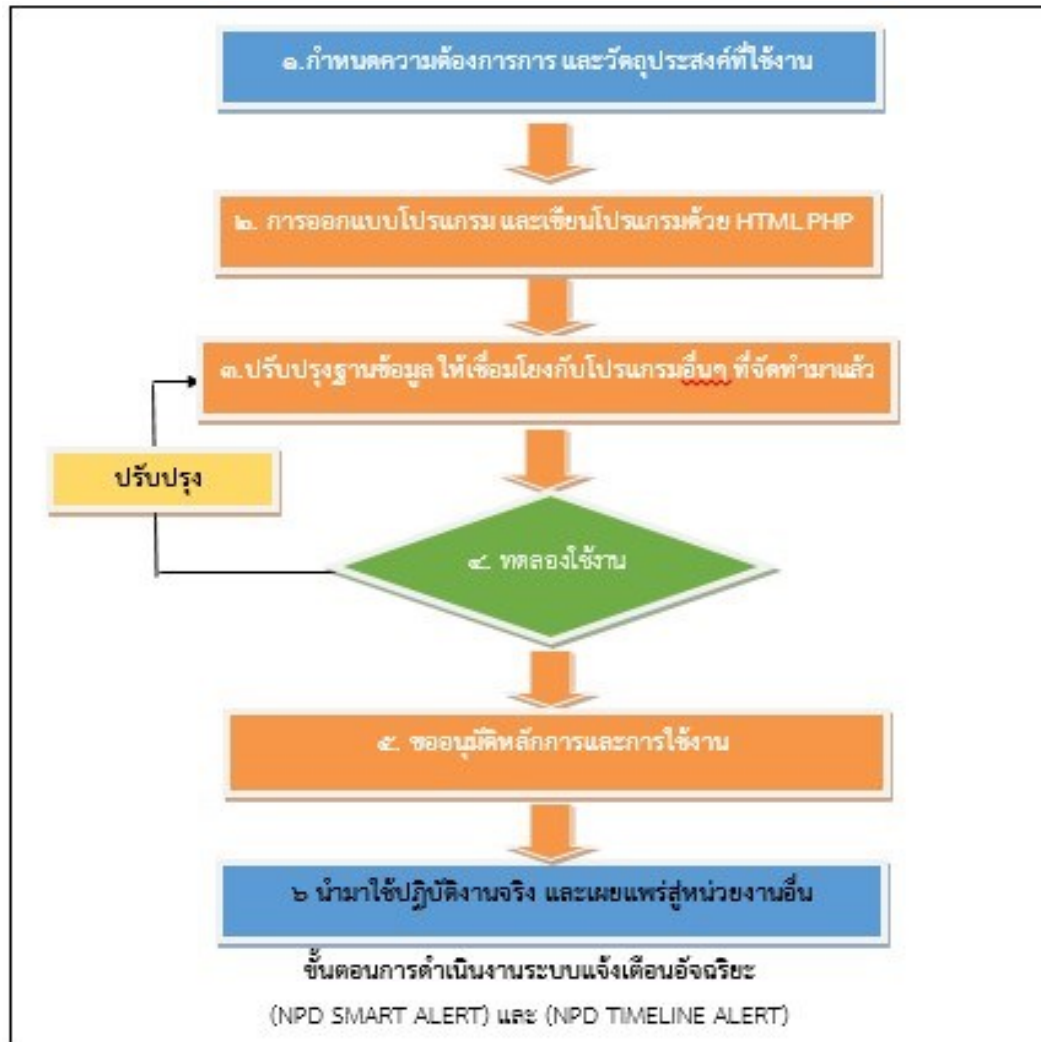 ๑.กำหนดความต้องการการ และวัตถุประสงค์ที่ใช้งาน
๒. การออกแบบโปรแกรม และเขียนโปรแกรมด้วย HTML PHP
๓.ปรับปรุงฐานข้อมูล ให้เชื่อมโยงกับโปรแกรมอื่นๆ ที่จัดทำมาแล้ว
ปรับปรุง
๔. ทดลองใช้งาน
๕. ขออนุมัติหลักการและการใช้งาน
๖ นำมาใช้ปฏิบัติงานจริง และเผยแพร่สู่หน่วยงานอื่น
ขั้นตอนการดำเนินงานระบบแจ้งเตือนอัจฉริยะ
(NPD SMART ALERT) และ (NPD TIMELINE ALERT)